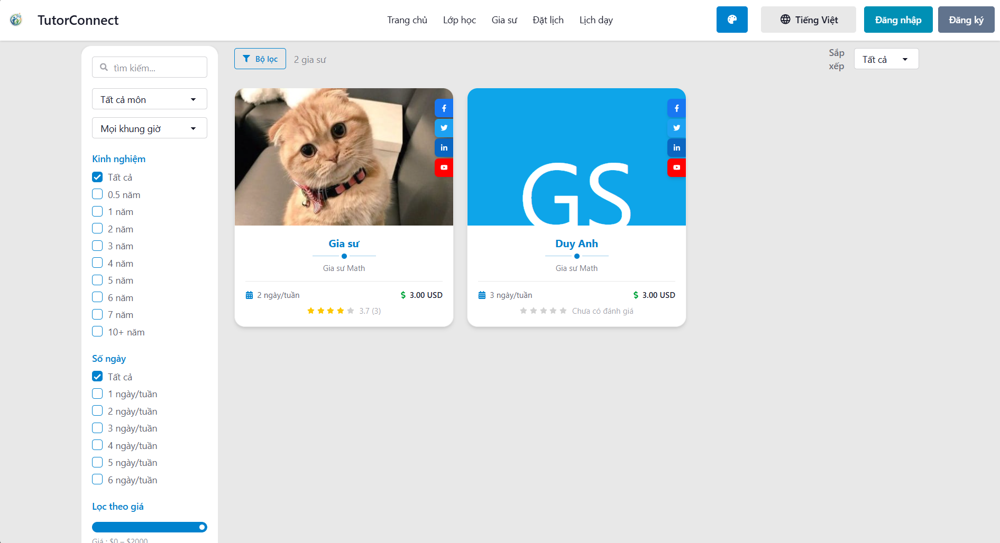 TutorConnect
Trang chủ
Lớp học
Gia sư
Đặt lịch
Lịch dạy
Tiếng Việt
Đăng nhập
Đăng ký
tìm kiếm...
Tất cả môn
Mọi khung giờ
Kinh nghiệm
Tất cả
0.5 năm
1 năm
2 năm
3 năm
4 năm
5 năm
6 năm
7 năm
10+ năm
Số ngày
Tất cả
1 ngày/tuần
2 ngày/tuần
3 ngày/tuần
4 ngày/tuần
5 ngày/tuần
6 ngày/tuần
Lọc theo giá
Giá : $0 – $2000
Bộ lọc
2 gia sư
Sắp
xếp
Tất cả
Gia sư
Gia sư Math
2 ngày/tuần
$ 3.00 USD
3.7 (3)
GS
Duy Anh
Gia sư Math
3 ngày/tuần
$ 3.00 USD
Chưa có đánh giá